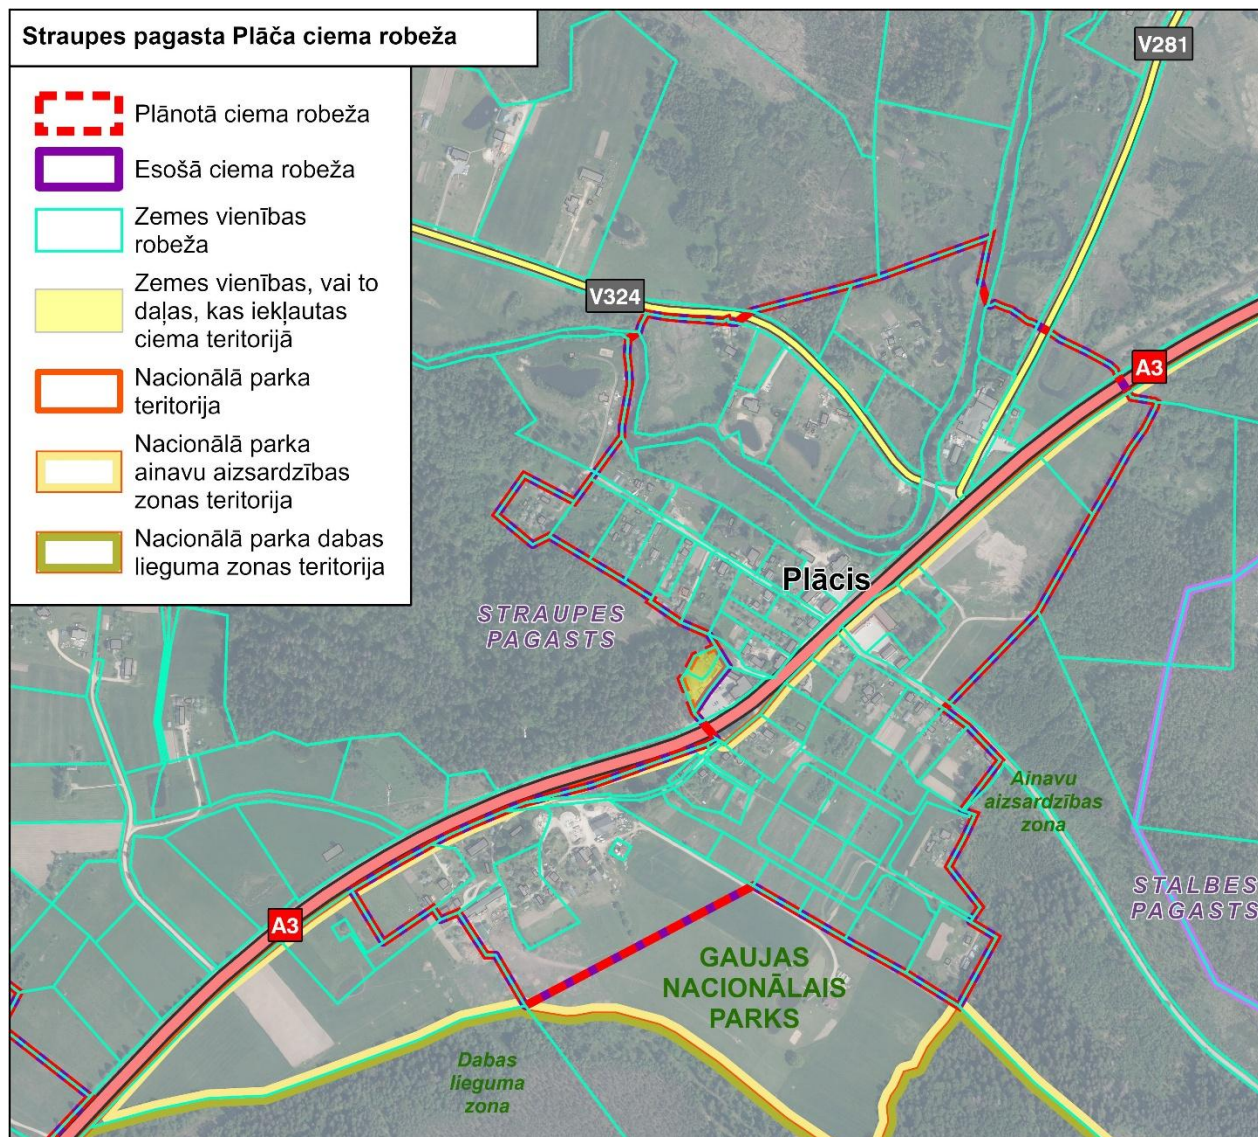 Straupes pagasta Plāča ciema robeža
Plānotā ciema robeža
Esošā ciema robeža
Zemes vienības
robeža
Zemes vienības, vai to
daļas, kas iekļautas
ciema teritorijā
Nacionālā parka
teritorija
Nacionālā parka
ainavu aizsardzības
zonas teritorija
Nacionālā parka dabas
lieguma zonas teritorija
V281
V324
A3
Plācis
STRAUPES
PAGASTS
Ainavu
aizsardzības
zona
STALBES
PAGASTS
A3
GAUJAS
NACIONĀLAIS
PARKS
Dabas
lieguma
zona